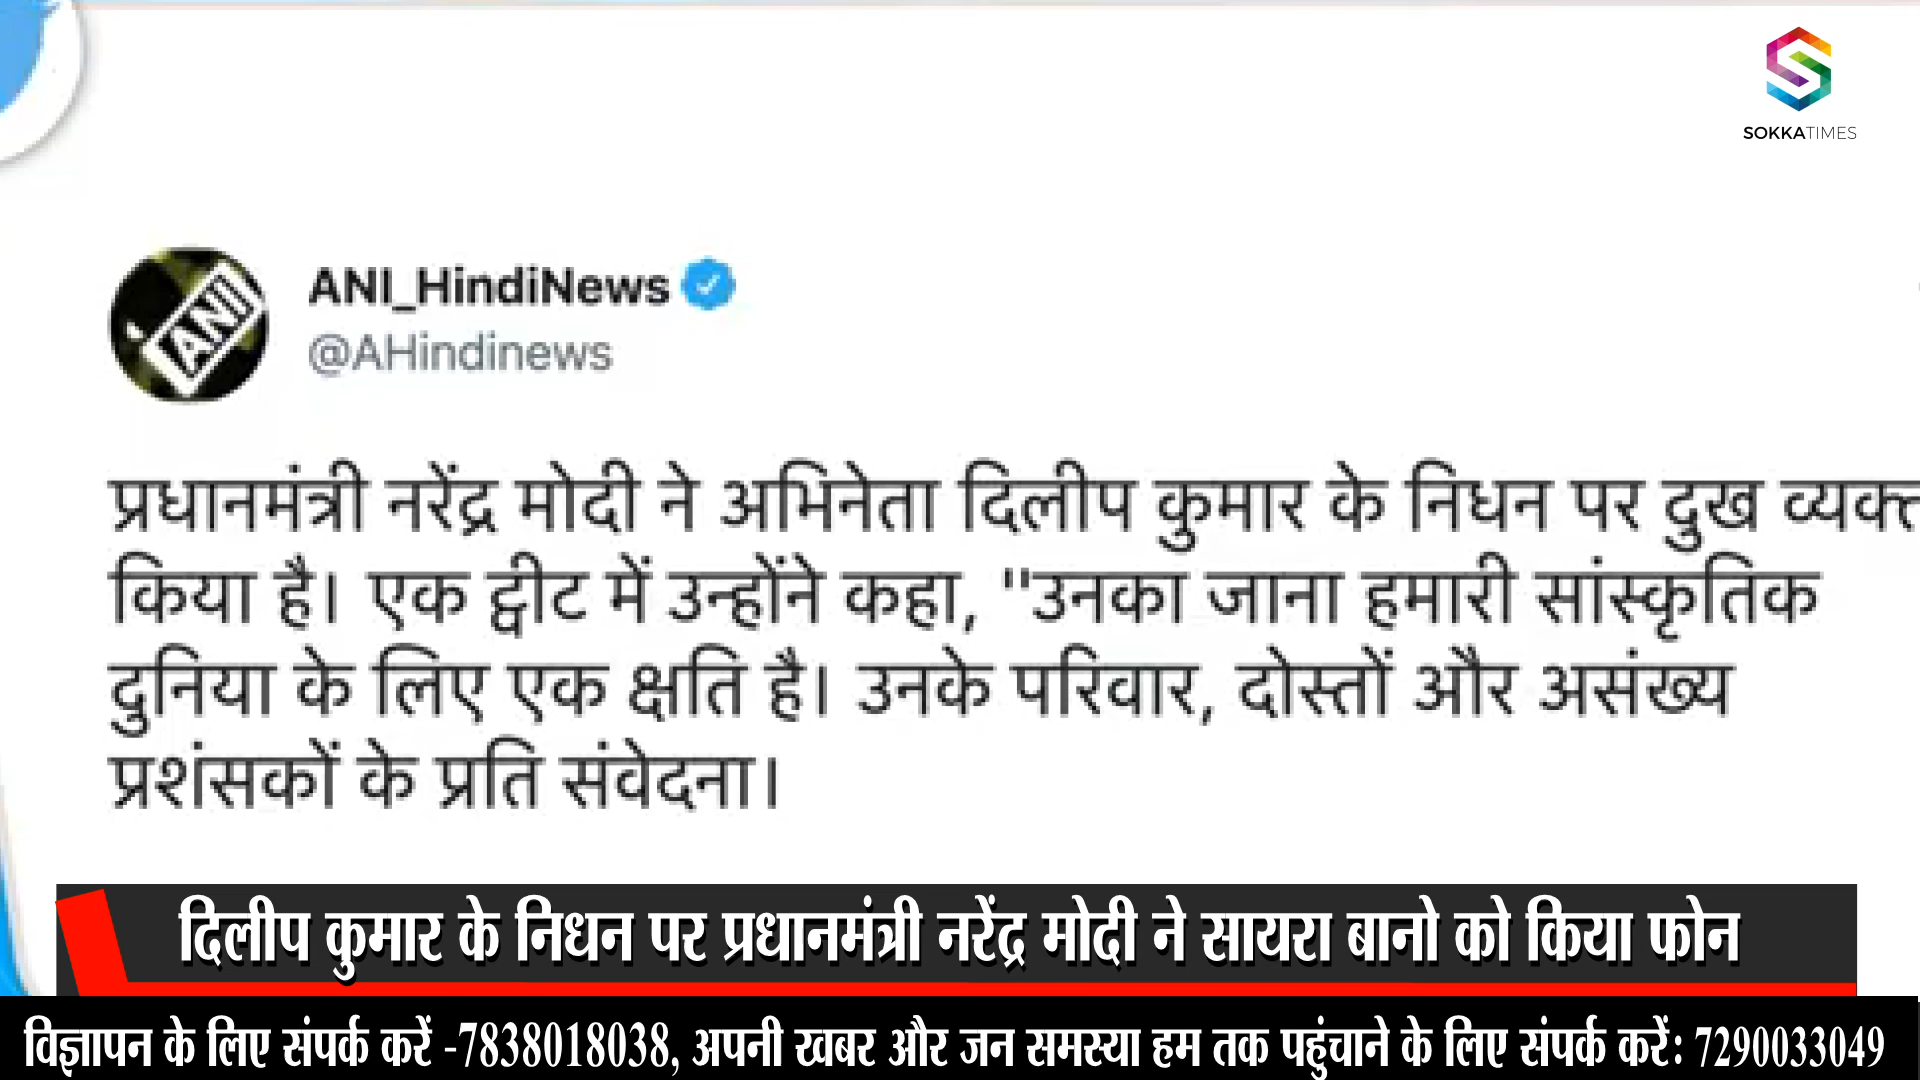 SOKKATIMES
ANI
ANI_HindiNews
@AHindinews
प्रधानमंत्री नरेंद्र मोदी ने अभिनेता दिलीप कुमार के निधन पर दुख व्यक्त
किया है। एक ट्वीट में उन्होंने कहा, "उनका जाना हमारी सांस्कृतिक
दुनिया के लिए एक क्षति है। उनके परिवार, दोस्तों और असंख्य
प्रशंसकों के प्रति संवेदना।
दिलीप कुमार के निधन पर प्रधानमंत्री नरेंद्र मोदी ने सायरा बानो को किया फोन
विज्ञापन के लिए संपर्क करें -7838018038, अपनी खबर और जन समस्या हम तक पहुंचाने के लिए संपर्क करें: 7290033049